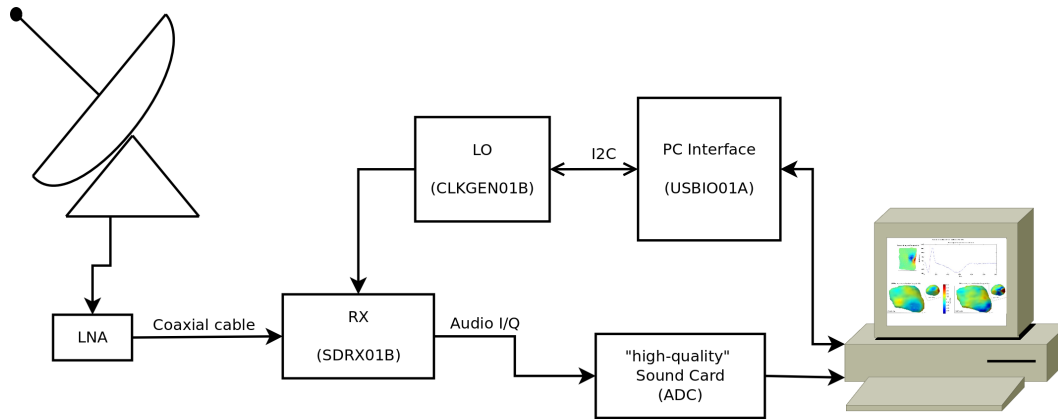 LO
(CLKGEN01B)
I2C
PC Interface
(USBIO01A)
LNA
Coaxial cable
RX
(SDRX01B)
Audio I/Q
"high-quality"
Sound Card
(ADC)